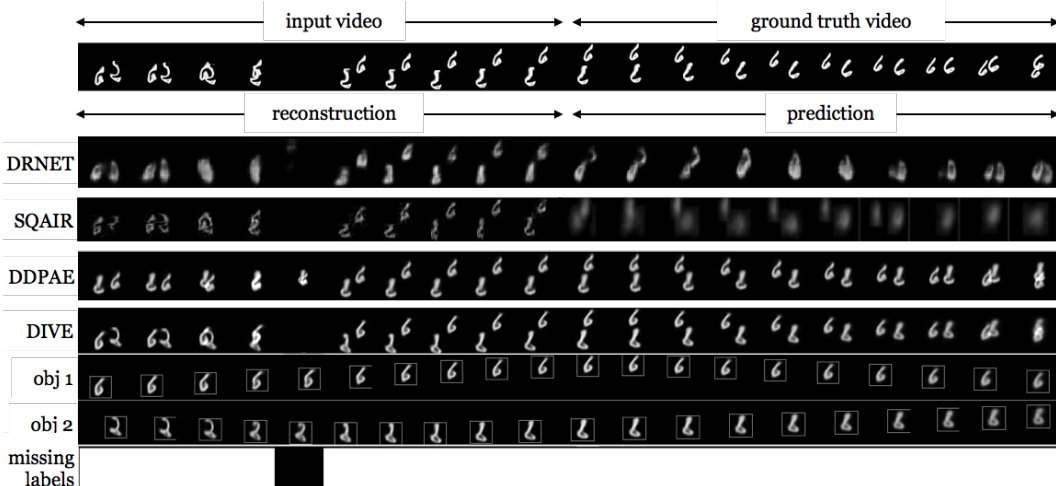 input video
ground truth video
reconstruction
prediction
DRNET
SQAIR
DDPAE
DIVE
obj 1
obj 2
missing
labels